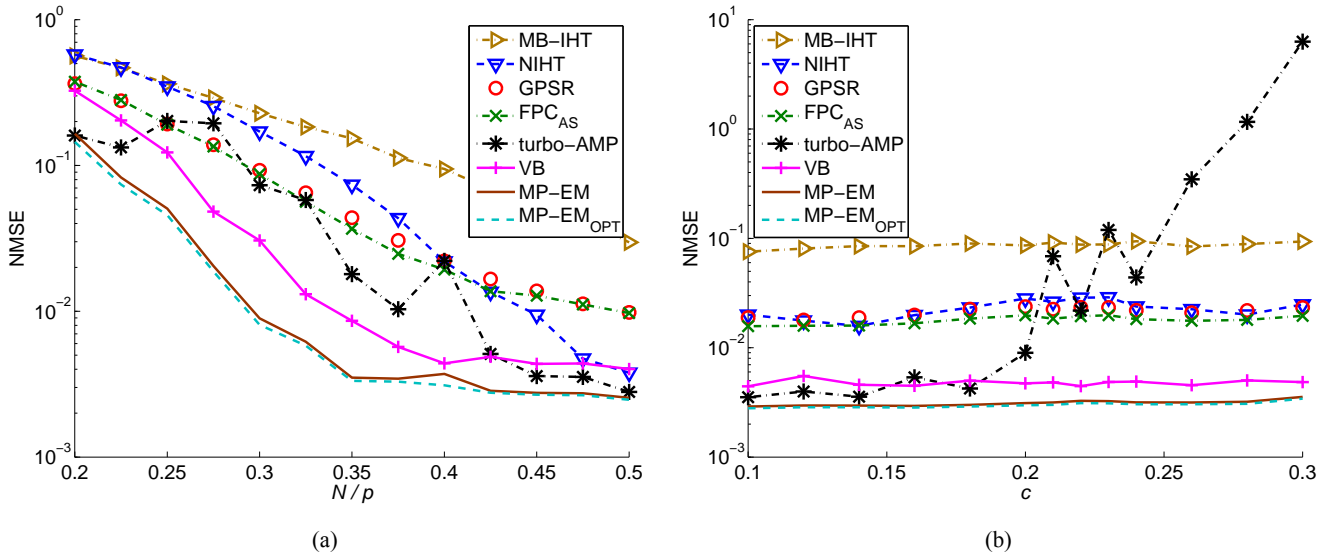 10^0
10^-1
10^-2
10^-3
NMSE
0.2
0.25
0.3
0.35
0.4
0.45
0.5
N / p
MB−IHT
NIHT
GPSR
FPC_AS
turbo−AMP
VB
MP−EM
MP−EM_OPT
(a)
10^1
10^0
10^-1
10^-2
10^-3
NMSE
0.1
0.15
0.2
0.25
0.3
c
MB−IHT
NIHT
GPSR
FPC_AS
turbo−AMP
VB
MP−EM
MP−EM_OPT
(b)